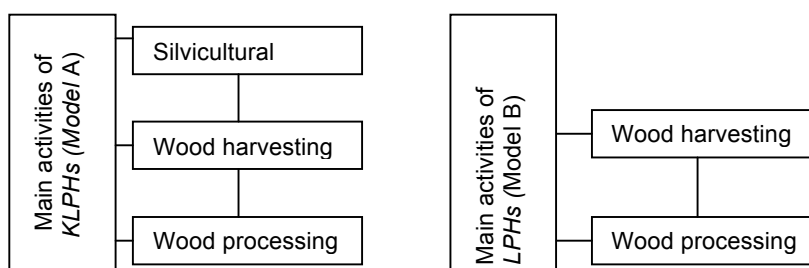 Main activities of
KLPHs (Model A)
Silvicultural
Wood harvesting
Wood processing
Main activities of
LPHs (Model B)
Wood harvesting
Wood processing